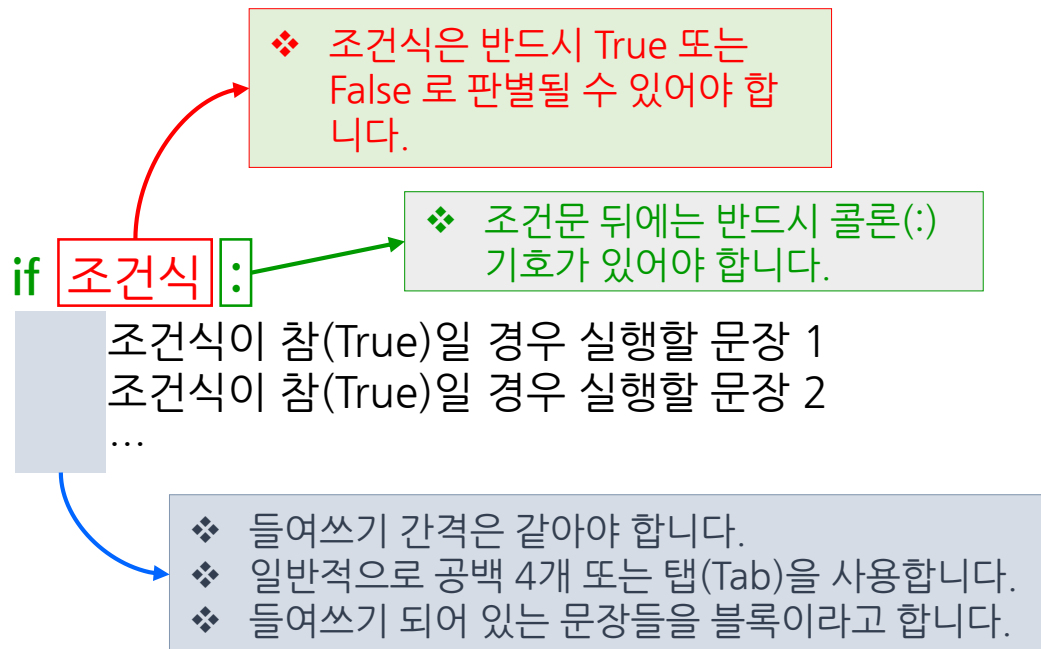 ❖ 조건식은 반드시 True 또는
False 로 판별될 수 있어야 합
니다.
❖ 조건문 뒤에는 반드시 콜론(:)
기호가 있어야 합니다.
if 조건식 :
조건식이 참(True)일 경우 실행할 문장 1
조건식이 참(True)일 경우 실행할 문장 2
...
❖ 들여쓰기 간격은 같아야 합니다.
❖ 일반적으로 공백 4개 또는 탭(Tab)을 사용합니다.
❖ 들여쓰기 되어 있는 문장들을 블록이라고 합니다.